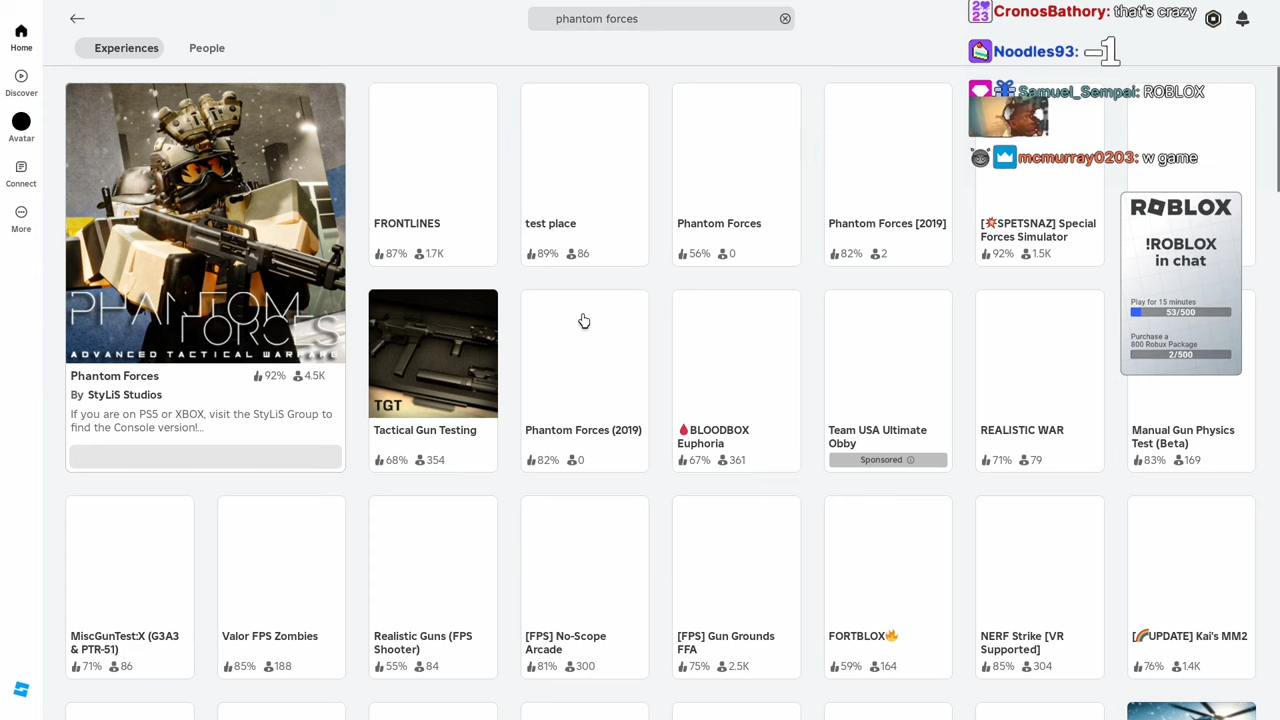 phantom forces
CronosBathory: that's crazy
Experiences
People
Noodles93: -1
Samuel_Sempai: ROBLOX
mcmurray0203: w game
Home
Discover
Avatar
Connect
More
PHANTOM
FORCES
ADVANCED TACTICAL WARFARE
Phantom Forces
92% 4.5K
By StyLiS Studios
If you are on PS5 or XBOX, visit the StyLiS Group to
find the Console version!...
FRONTLINES
87% 1.7K
test place
89% 86
Phantom Forces
56% 0
Phantom Forces [2019]
82% 2
[💥SPETSNAZ] Special
Forces Simulator
92% 1.5K
ROBLOX
!ROBLOX
in chat
Play for 15 minutes
53/500
Purchase a
800 Robux Package
2/500
TGT
Tactical Gun Testing
68% 354
Phantom Forces (2019)
82% 0
🩸BLOODBOX
Euphoria
67% 361
Team USA Ultimate
Obby
Sponsored
REALISTIC WAR
71% 79
Manual Gun Physics
Test (Beta)
83% 169
MiscGunTest:X (G3A3
& PTR-51)
71% 86
Valor FPS Zombies
85% 188
Realistic Guns (FPS
Shooter)
55% 84
[FPS] No-Scope
Arcade
81% 300
[FPS] Gun Grounds
FFA
75% 2.5K
FORTBLOX🔥
59% 164
NERF Strike [VR
Supported]
85% 304
[🌈UPDATE] Kai's MM2
76% 1.4K